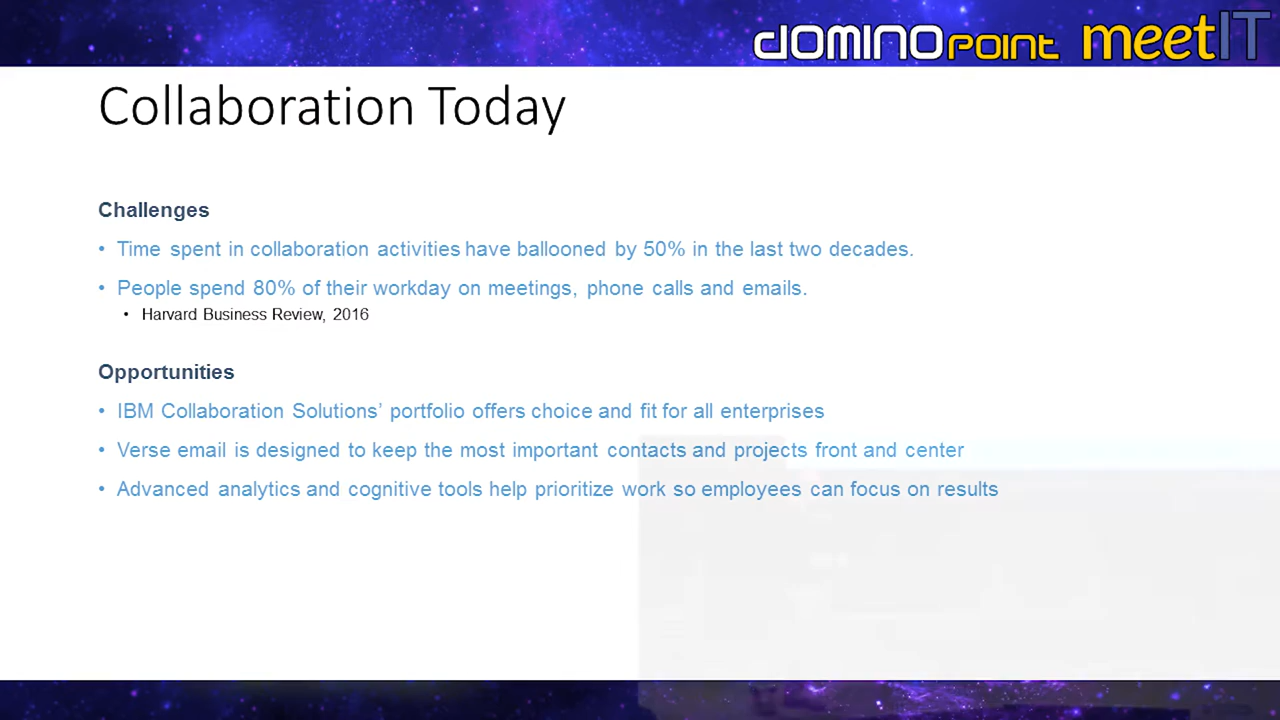 dominopoint meetIT
Collaboration Today
Challenges
• Time spent in collaboration activities have ballooned by 50% in the last two decades.
• People spend 80% of their workday on meetings, phone calls and emails.
• Harvard Business Review, 2016
Opportunities
• IBM Collaboration Solutions’ portfolio offers choice and fit for all enterprises
• Verse email is designed to keep the most important contacts and projects front and center
• Advanced analytics and cognitive tools help prioritize work so employees can focus on results